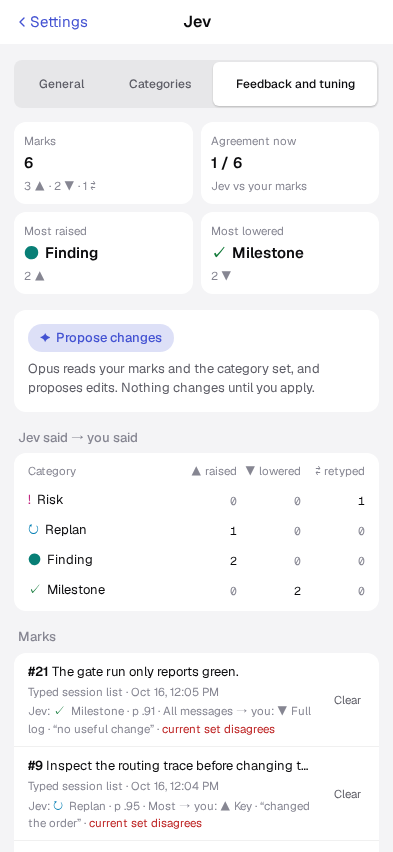 Settings
Jev
General Categories Feedback and tuning
Marks
6
3 ▲ · 2 ▼ · 1 ⇄
Agreement now
1 / 6
Jev vs your marks
Most raised
Finding
2 ▲
Most lowered
✓ Milestone
2 ▼
✦ Propose changes
Opus reads your marks and the category set, and
proposes edits. Nothing changes until you apply.
Jev said → you said
Category ▲ raised ▼ lowered ⇄ retyped
! Risk 0 0 1
↻ Replan 1 0 0
● Finding 2 0 0
✓ Milestone 0 2 0
Marks
#21 The gate run only reports green.
Typed session list · Oct 16, 12:05 PM
Jev: ✓ Milestone · p .91 · All messages → you: ▼ Full
log · “no useful change” · current set disagrees
Clear
#9 Inspect the routing trace before changing t…
Typed session list · Oct 16, 12:04 PM
Jev: ↻ Replan · p .95 · Most → you: ▲ Key · “changed
the order” · current set disagrees
Clear